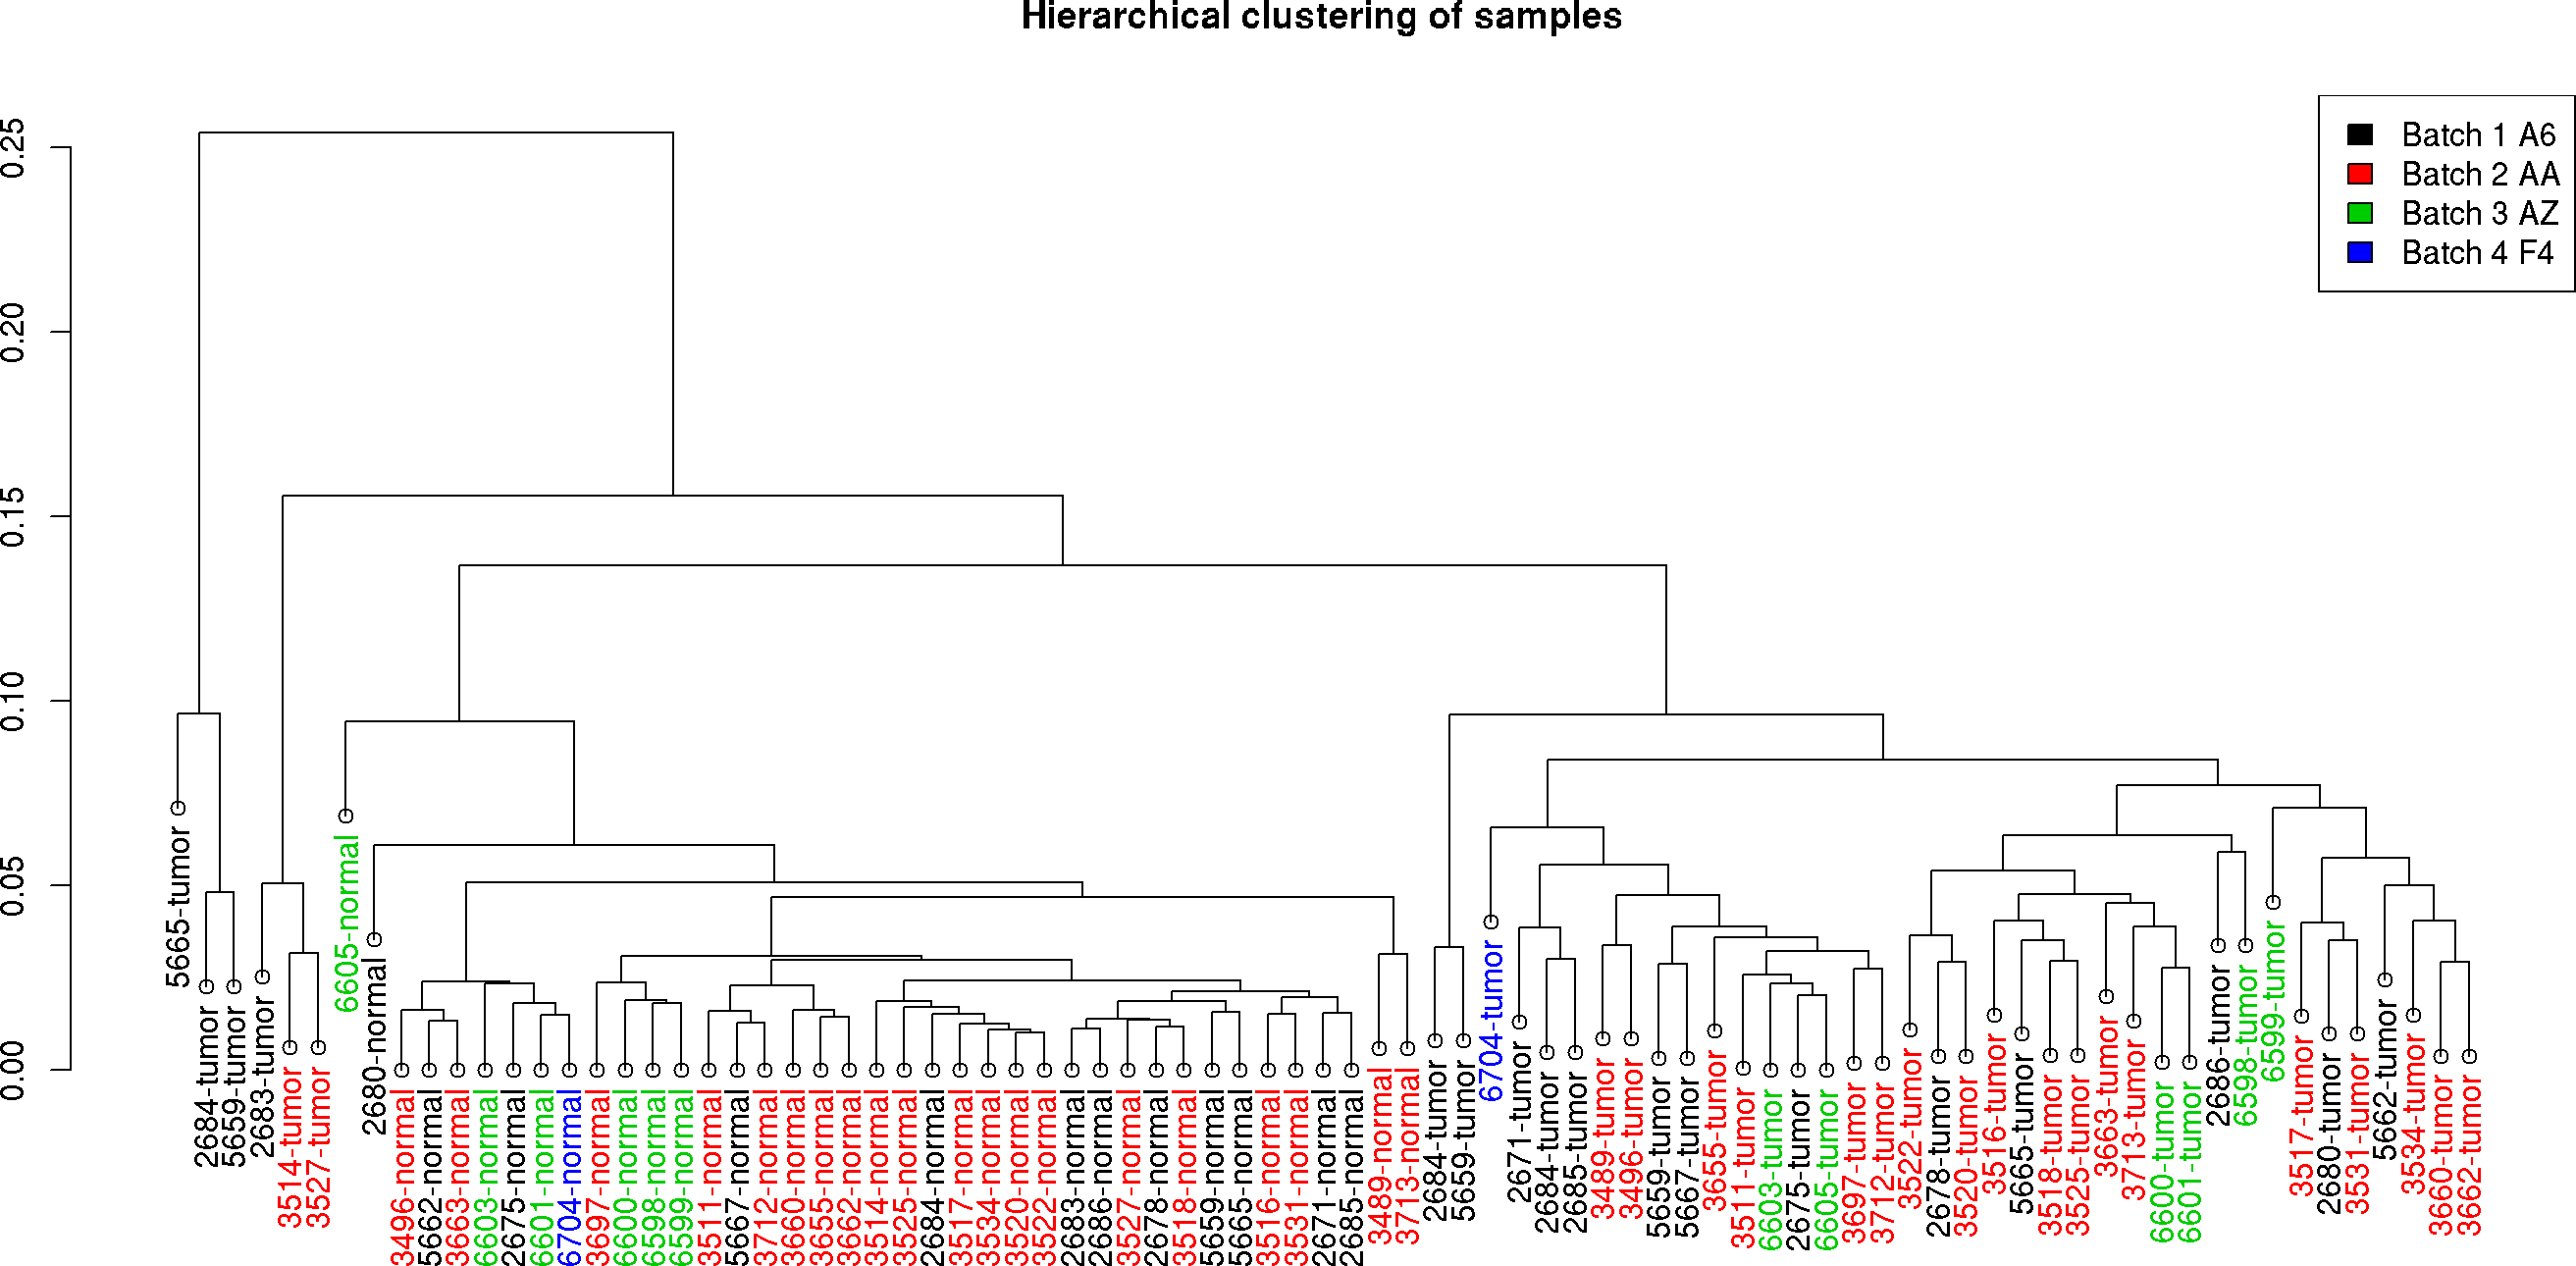 Hierarchical clustering of samples
0.25
0.20
0.15
0.10
0.05
0.00
Batch 1 A6
Batch 2 AA
Batch 3 AZ
Batch 4 F4
5665-tumor
2684-tumor
5659-tumor
2683-tumor
3514-tumor
3527-tumor
6605-normal
2680-normal
3496-normal
5662-normal
3663-normal
6603-normal
2675-normal
6601-normal
6704-normal
3697-normal
6600-normal
6598-normal
6599-normal
3511-normal
5667-normal
3712-normal
3660-normal
3655-normal
3662-normal
3514-normal
3525-normal
2684-normal
3517-normal
3534-normal
3520-normal
3522-normal
2683-normal
2686-normal
3527-normal
2678-normal
3518-normal
5659-normal
5665-normal
3516-normal
3531-normal
2671-normal
2685-normal
3489-normal
3713-normal
2684-tumor
5659-tumor
6704-tumor
2671-tumor
2684-tumor
2685-tumor
3489-tumor
3496-tumor
5659-tumor
5667-tumor
3655-tumor
3511-tumor
6603-tumor
2675-tumor
6605-tumor
3697-tumor
3712-tumor
3522-tumor
2678-tumor
3520-tumor
3516-tumor
5665-tumor
3518-tumor
3525-tumor
3663-tumor
3713-tumor
6600-tumor
6601-tumor
2686-tumor
6598-tumor
6599-tumor
3517-tumor
2680-tumor
3531-tumor
5662-tumor
3534-tumor
3660-tumor
3662-tumor